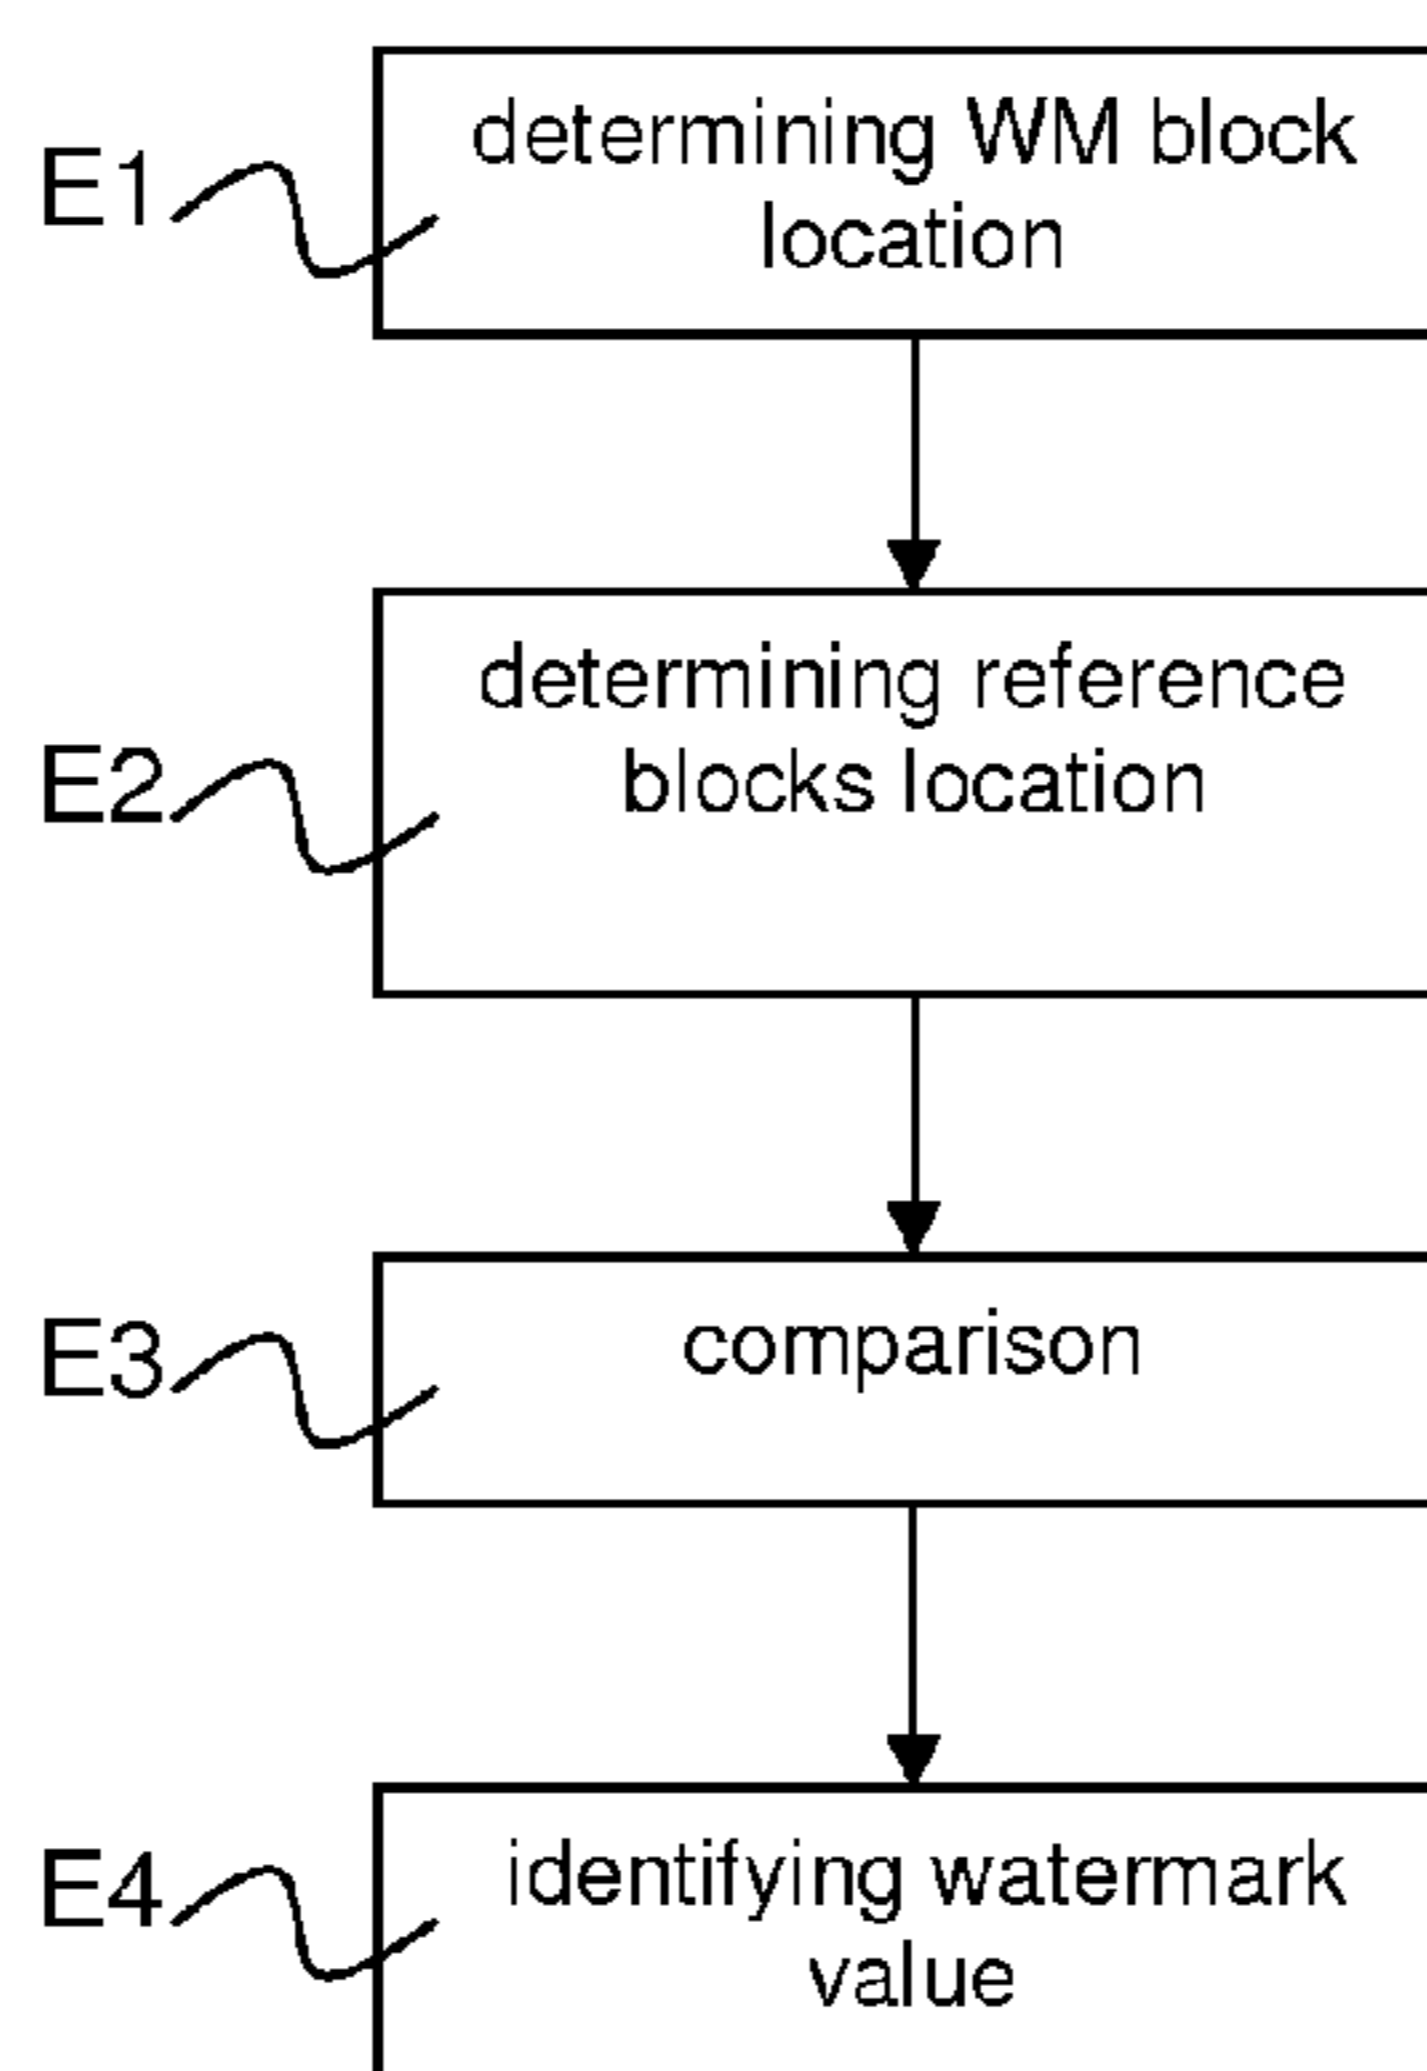 E1
determining WM block
location
E2
determining reference
blocks location
E3
comparison
E4
identifying watermark
value